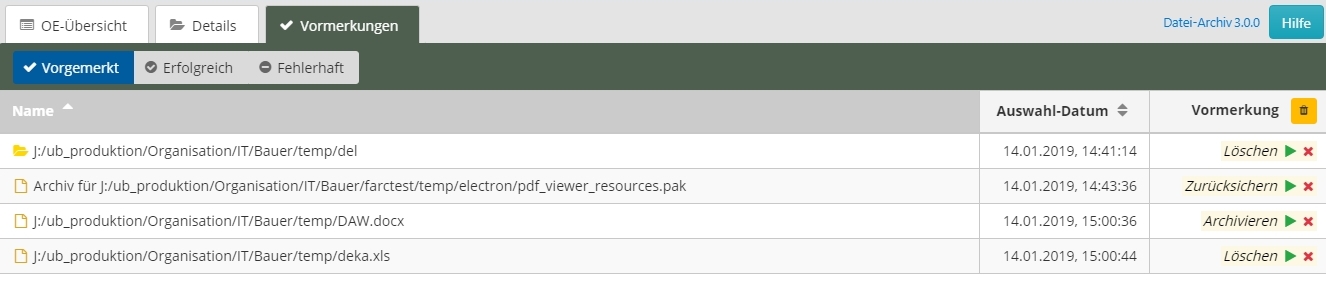 OE-Übersicht Details Vormerkungen Datei-Archiv 3.0.0 Hilfe
Vorgemerkt Erfolgreich Fehlerhaft
Name Auswahl-Datum Vormerkung
J:/ub_produktion/Organisation/IT/Bauer/temp/del 14.01.2019, 14:41:14 Löschen
Archiv für J:/ub_produktion/Organisation/IT/Bauer/farctest/temp/electron/pdf_viewer_resources.pak 14.01.2019, 14:43:36 Zurücksichern
J:/ub_produktion/Organisation/IT/Bauer/temp/DAW.docx 14.01.2019, 15:00:36 Archivieren
J:/ub_produktion/Organisation/IT/Bauer/temp/deka.xls 14.01.2019, 15:00:44 Löschen